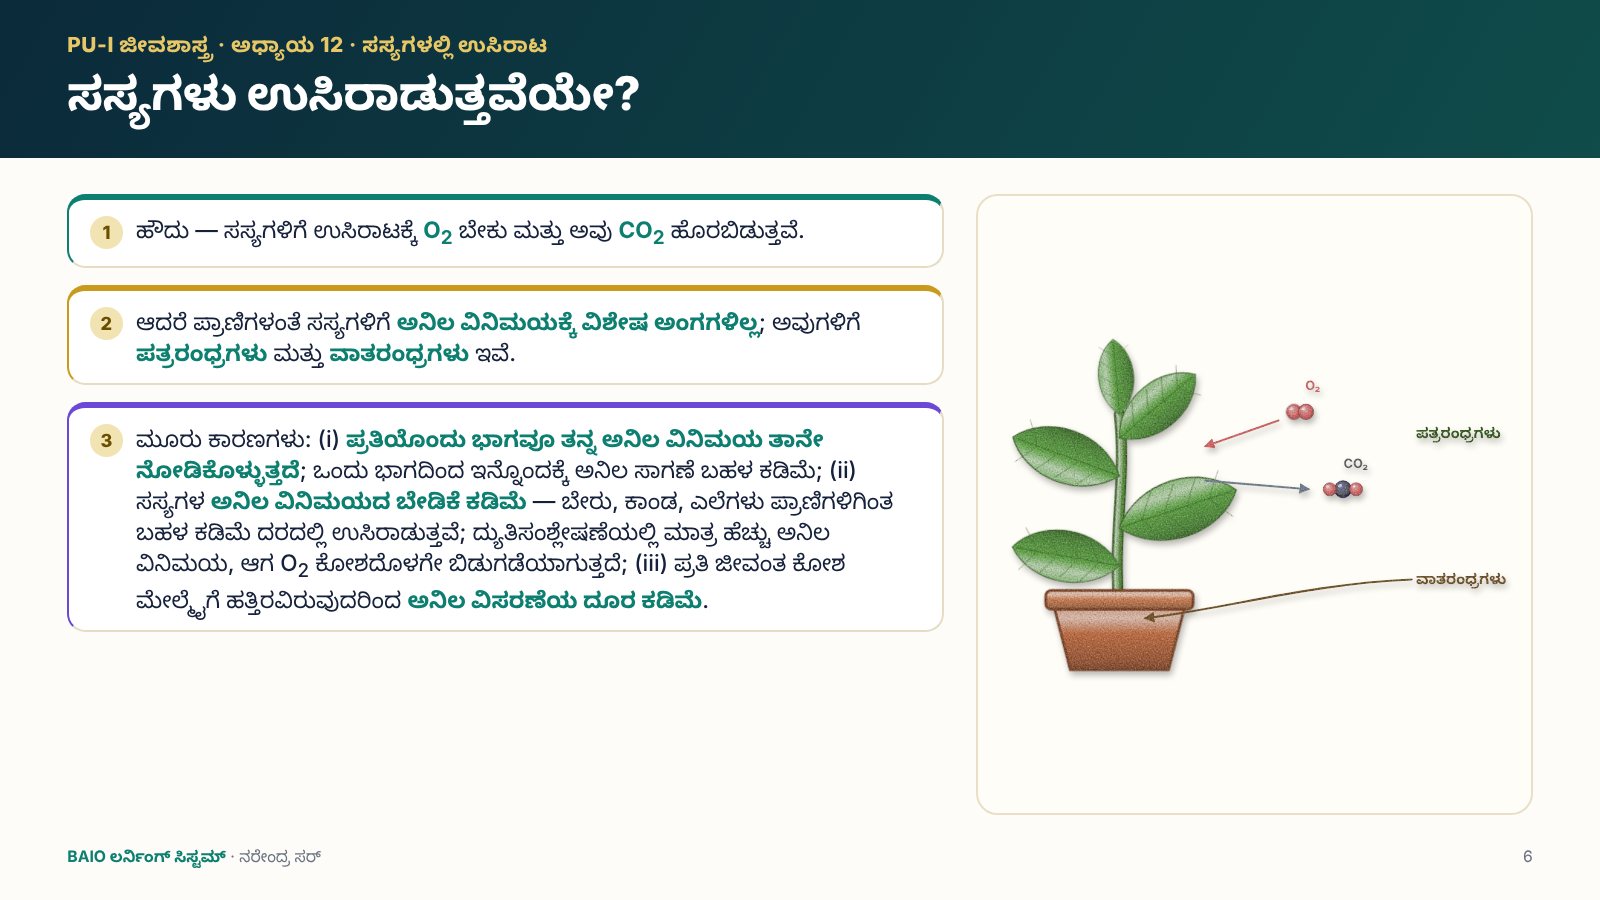 PU-I ಜೀವಶಾಸ್ತ್ರ · ಅಧ್ಯಾಯ 12 · ಸಸ್ಯಗಳಲ್ಲಿ ಉಸಿರಾಟ
ಸಸ್ಯಗಳು ಉಸಿರಾಡುತ್ತವೆಯೇ?
1 ಹೌದು — ಸಸ್ಯಗಳಿಗೆ ಉಸಿರಾಟಕ್ಕೆ O₂ ಬೇಕು ಮತ್ತು ಅವು CO₂ ಹೊರಬಿಡುತ್ತವೆ.
2 ಆದರೆ ಪ್ರಾಣಿಗಳಂತೆ ಸಸ್ಯಗಳಿಗೆ ಅನಿಲ ವಿನಿಮಯಕ್ಕೆ ವಿಶೇಷ ಅಂಗಗಳಿಲ್ಲ; ಅವುಗಳಿಗೆ
ಪತ್ರರಂಧ್ರಗಳು ಮತ್ತು ವಾತರಂಧ್ರಗಳು ಇವೆ.
3 ಮೂರು ಕಾರಣಗಳು: (i) ಪ್ರತಿಯೊಂದು ಭಾಗವೂ ತನ್ನ ಅನಿಲ ವಿನಿಮಯ ತಾನೇ
ನೋಡಿಕೊಳ್ಳುತ್ತದೆ; ಒಂದು ಭಾಗದಿಂದ ಇನ್ನೊಂದಕ್ಕೆ ಅನಿಲ ಸಾಗಣೆ ಬಹಳ ಕಡಿಮೆ; (ii)
ಸಸ್ಯಗಳ ಅನಿಲ ವಿನಿಮಯದ ಬೇಡಿಕೆ ಕಡಿಮೆ — ಬೇರು, ಕಾಂಡ, ಎಲೆಗಳು ಪ್ರಾಣಿಗಳಿಗಿಂತ
ಬಹಳ ಕಡಿಮೆ ದರದಲ್ಲಿ ಉಸಿರಾಡುತ್ತವೆ; ದ್ಯುತಿಸಂಶ್ಲೇಷಣೆಯಲ್ಲಿ ಮಾತ್ರ ಹೆಚ್ಚು ಅನಿಲ
ವಿನಿಮಯ, ಆಗ O₂ ಕೋಶದೊಳಗೇ ಬಿಡುಗಡೆಯಾಗುತ್ತದೆ; (iii) ಪ್ರತಿ ಜೀವಂತ ಕೋಶ
ಮೇಲ್ಮೈಗೆ ಹತ್ತಿರವಿರುವುದರಿಂದ ಅನಿಲ ವಿಸರಣೆಯ ದೂರ ಕಡಿಮೆ.
O₂
ಪತ್ರರಂಧ್ರಗಳು
CO₂
ವಾತರಂಧ್ರಗಳು
BAIO ಲರ್ನಿಂಗ್ ಸಿಸ್ಟಮ್ · ನರೇಂದ್ರ ಸರ್
6